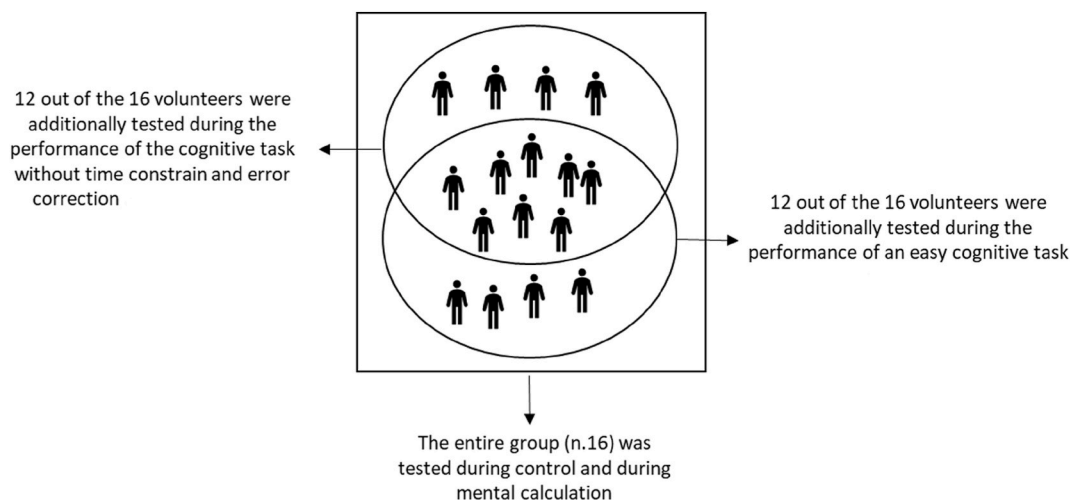 12 out of the 16 volunteers were
additionally tested during the
performance of the cognitive task
without time constrain and error
correction
12 out of the 16 volunteers were
additionally tested during the
performance of an easy cognitive task
The entire group (n.16) was
tested during control and during
mental calculation